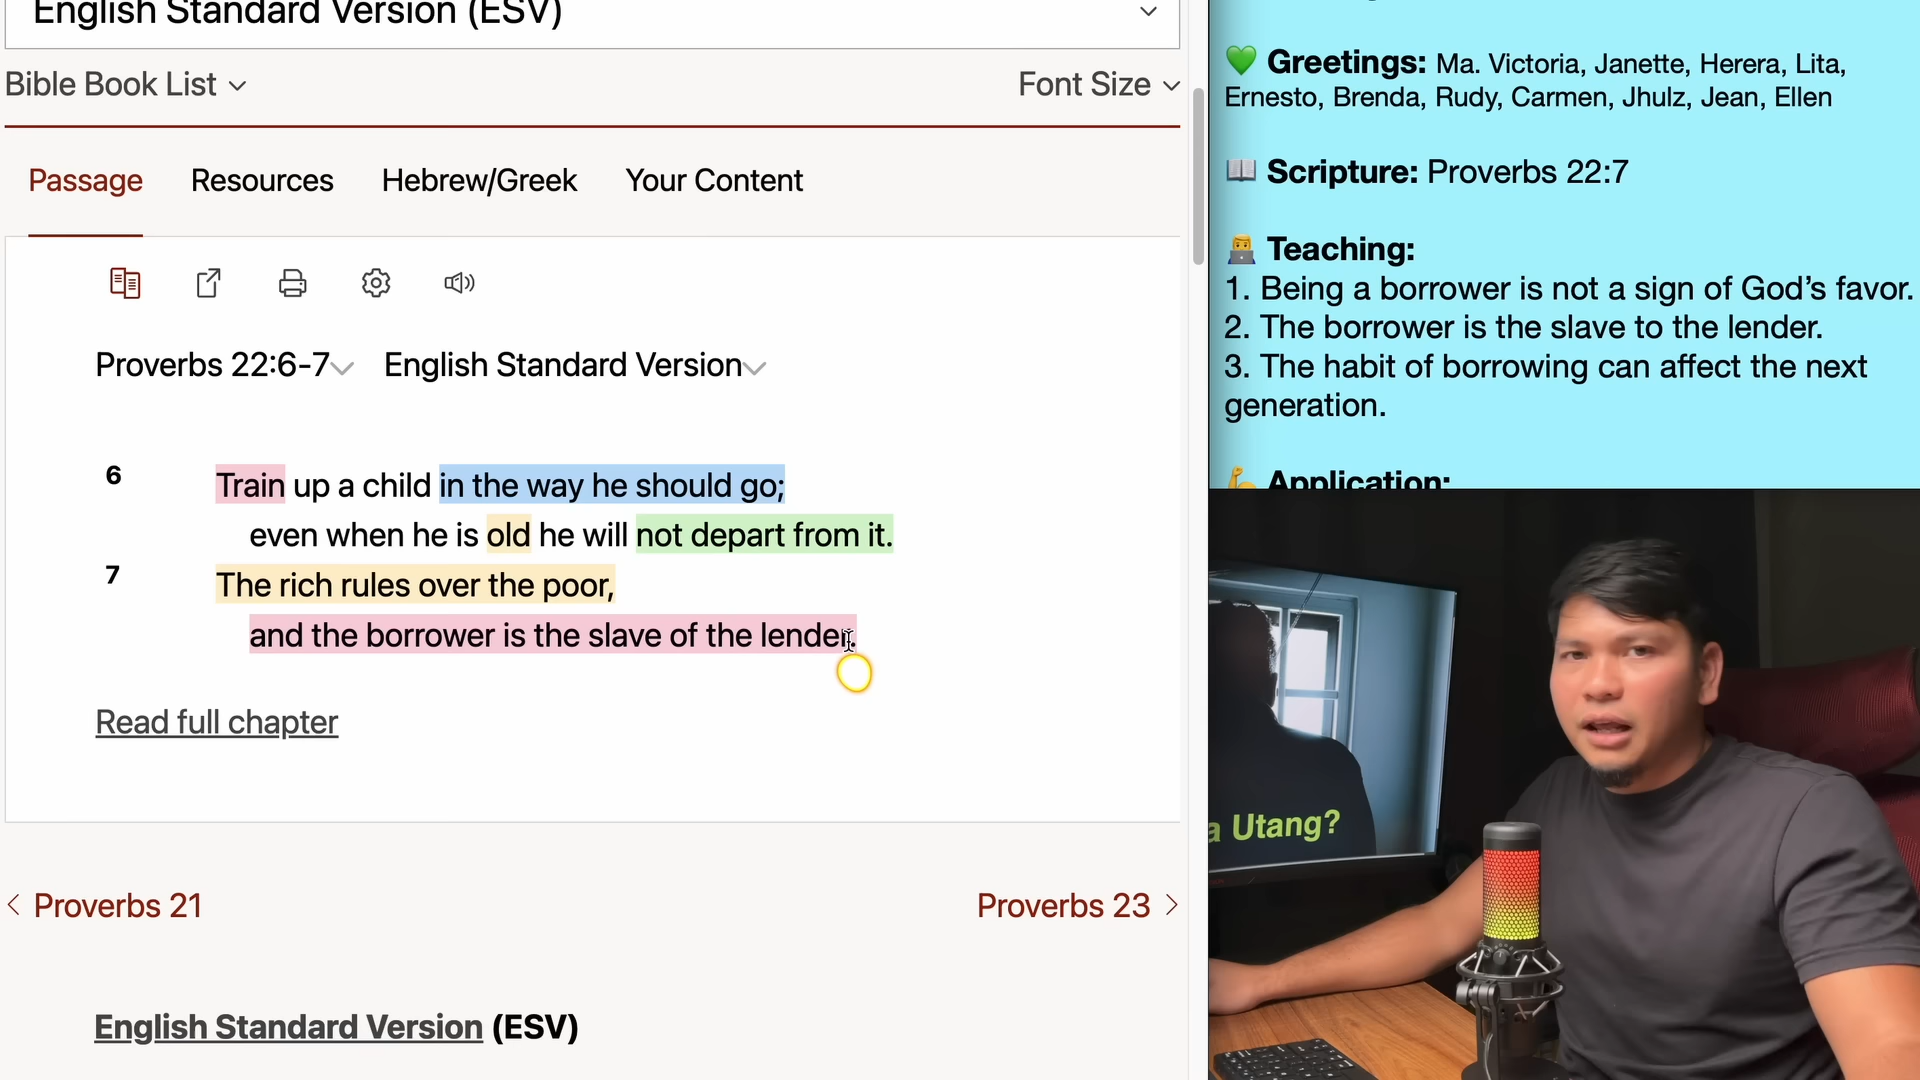 English Standard Version (ESV)
Bible Book List
Font Size
Passage
Resources
Hebrew/Greek
Your Content
Proverbs 22:6-7
English Standard Version
6 Train up a child in the way he should go;
even when he is old he will not depart from it.
7 The rich rules over the poor,
and the borrower is the slave of the lender.
Read full chapter
Proverbs 21
Proverbs 23
English Standard Version (ESV)
💚 Greetings: Ma. Victoria, Janette, Herera, Lita,
Ernesto, Brenda, Rudy, Carmen, Jhulz, Jean, Ellen
📖 Scripture: Proverbs 22:7
👨‍💻 Teaching:
1. Being a borrower is not a sign of God’s favor.
2. The borrower is the slave to the lender.
3. The habit of borrowing can affect the next
generation.
💪 Application:
a Utang?